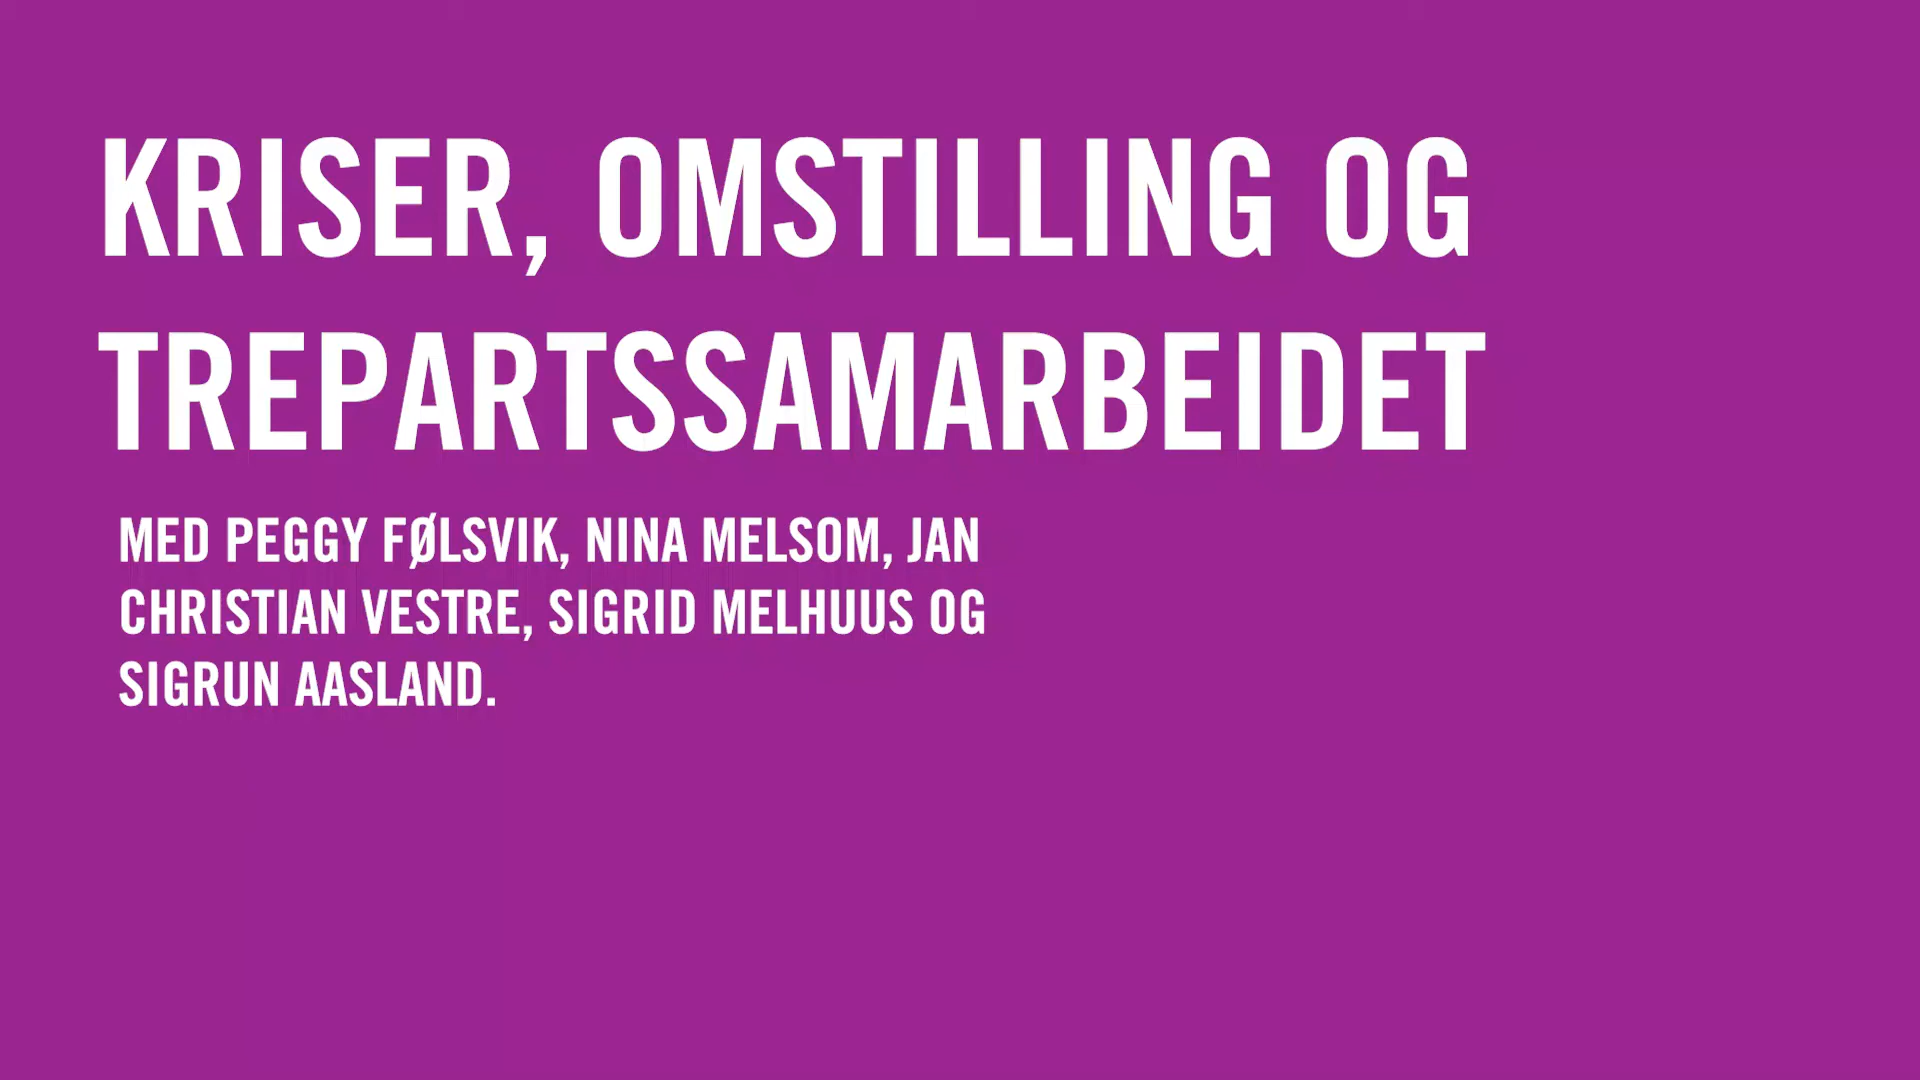 KRISER, OMSTILLING OG
TREPARTSSAMARBEIDET
MED PEGGY FØLSVIK, NINA MELSOM, JAN
CHRISTIAN VESTRE, SIGRID MELHUUS OG
SIGRUN AASLAND.